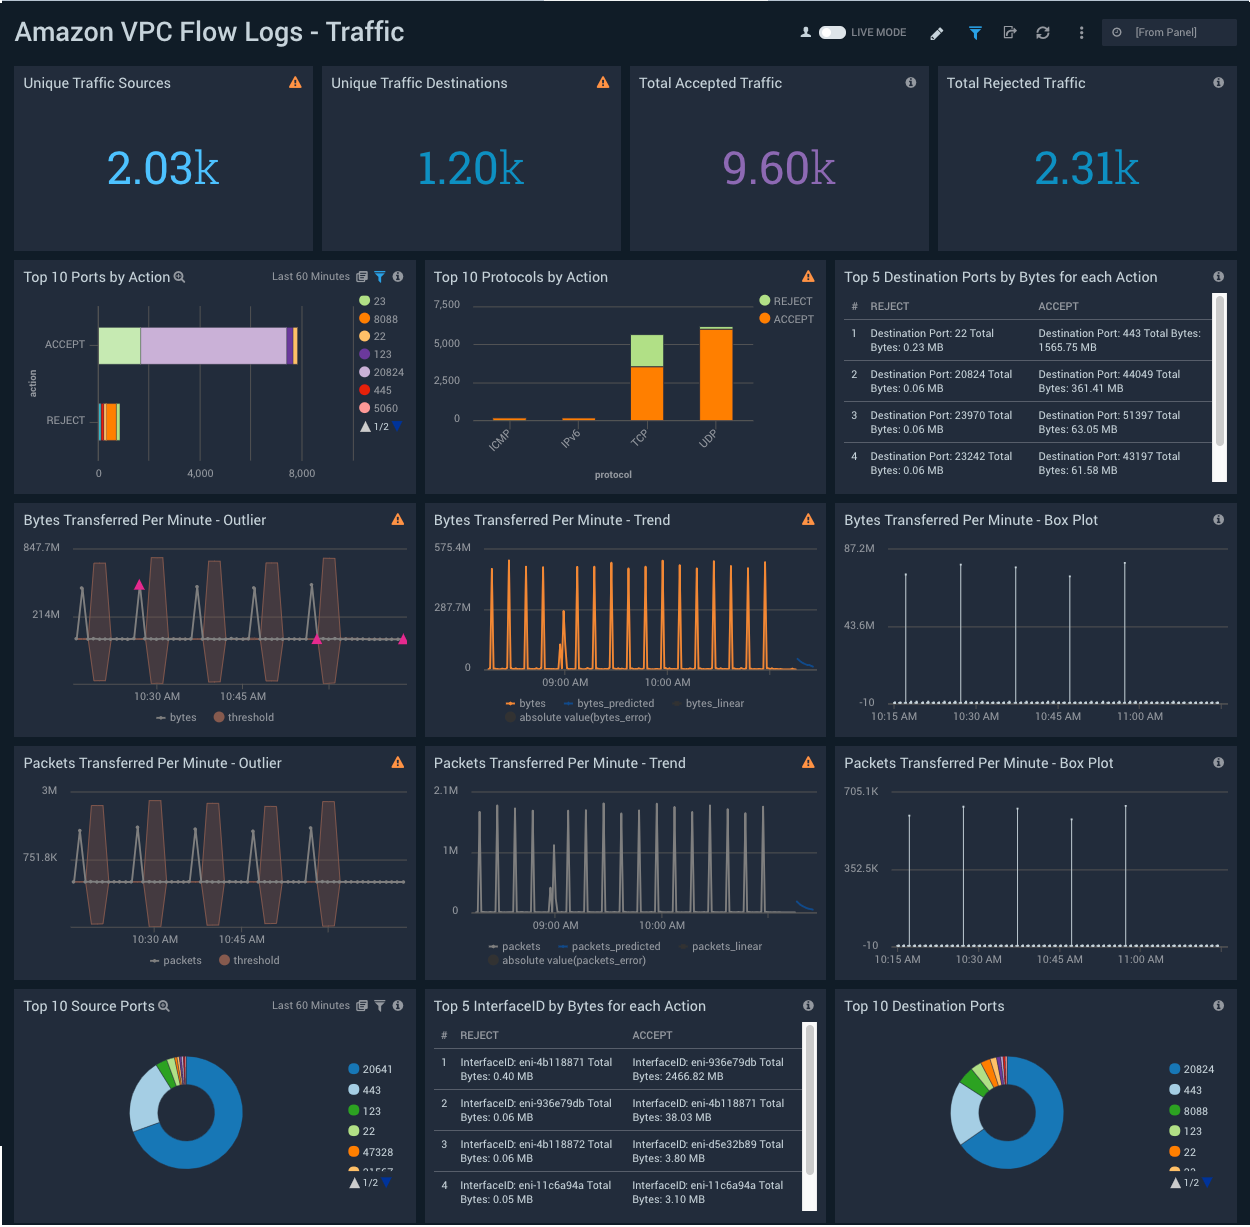 Amazon VPC Flow Logs - Traffic
LIVE MODE
[From Panel]
Unique Traffic Sources
Unique Traffic Destinations
Total Accepted Traffic
Total Rejected Traffic
2.03k
1.20k
9.60k
2.31k
Top 10 Ports by Action
Last 60 Minutes
ACCEPT
REJECT
action
0
4,000
8,000
23
8088
22
123
20824
445
5060
1/2
Top 10 Protocols by Action
7,500
5,000
2,500
0
ICMP
IPv6
TCP
UDP
protocol
REJECT
ACCEPT
Top 5 Destination Ports by Bytes for each Action
# REJECT ACCEPT
1 Destination Port: 22 Total Destination Port: 443 Total Bytes:
Bytes: 0.23 MB 1565.75 MB
2 Destination Port: 20824 Total Destination Port: 44049 Total
Bytes: 0.06 MB Bytes: 361.41 MB
3 Destination Port: 23970 Total Destination Port: 51397 Total
Bytes: 0.06 MB Bytes: 63.05 MB
4 Destination Port: 23242 Total Destination Port: 43197 Total
Bytes: 0.06 MB Bytes: 61.58 MB
Bytes Transferred Per Minute - Outlier
847.7M
214M
10:30 AM
10:45 AM
bytes
threshold
Bytes Transferred Per Minute - Trend
575.4M
287.7M
0
09:00 AM
10:00 AM
bytes
bytes_predicted
bytes_linear
absolute value(bytes_error)
Bytes Transferred Per Minute - Box Plot
87.2M
43.6M
-10
10:15 AM
10:30 AM
10:45 AM
11:00 AM
Packets Transferred Per Minute - Outlier
3M
751.8K
10:30 AM
10:45 AM
packets
threshold
Packets Transferred Per Minute - Trend
2.1M
1M
0
09:00 AM
10:00 AM
packets
packets_predicted
packets_linear
absolute value(packets_error)
Packets Transferred Per Minute - Box Plot
705.1K
352.5K
-10
10:15 AM
10:30 AM
10:45 AM
11:00 AM
Top 10 Source Ports
Last 60 Minutes
20641
443
123
22
47328
1/2
Top 5 InterfaceID by Bytes for each Action
# REJECT ACCEPT
1 InterfaceID: eni-4b118871 Total InterfaceID: eni-936e79db Total
Bytes: 0.40 MB Bytes: 2466.82 MB
2 InterfaceID: eni-936e79db Total InterfaceID: eni-4b118871 Total
Bytes: 0.06 MB Bytes: 38.03 MB
3 InterfaceID: eni-4b118872 Total InterfaceID: eni-d5e32b89 Total
Bytes: 0.06 MB Bytes: 3.80 MB
4 InterfaceID: eni-11c6a94a Total InterfaceID: eni-11c6a94a Total
Bytes: 0.05 MB Bytes: 3.10 MB
Top 10 Destination Ports
20824
443
8088
123
22
1/2